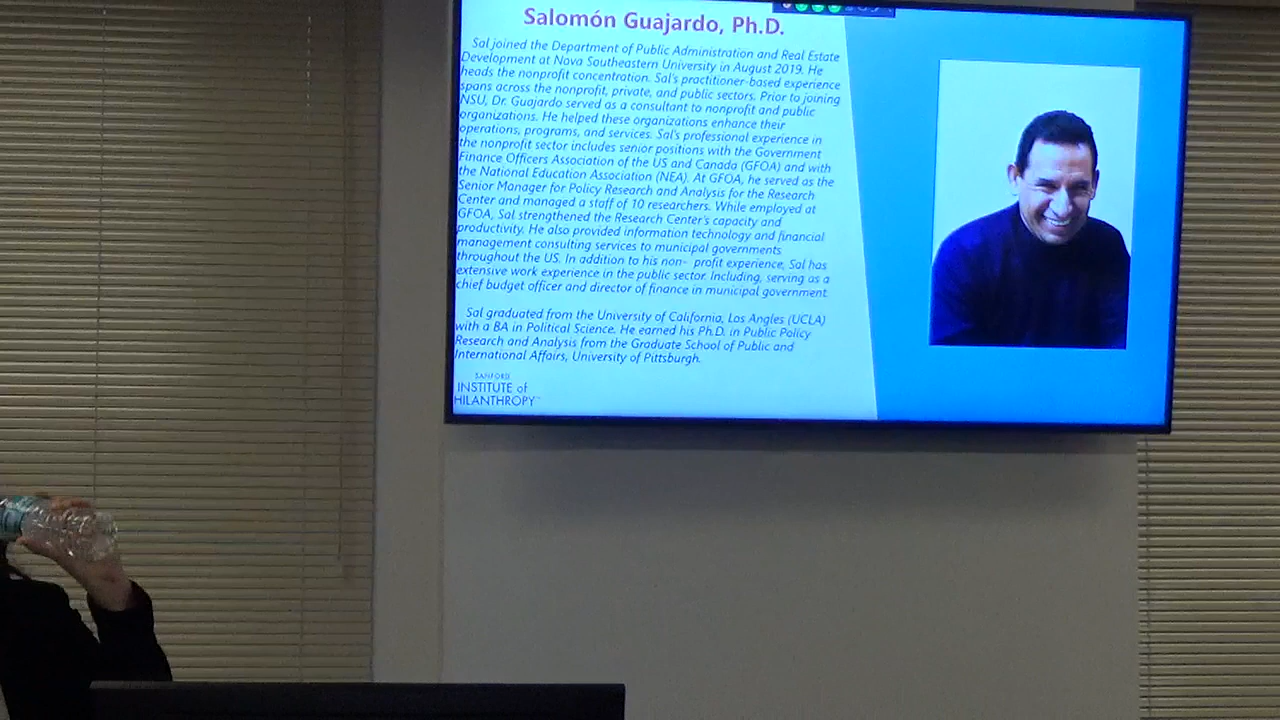 Salomón Guajardo, Ph.D.
Sal joined the Department of Public Administration and Real Estate
Development at Nova Southeastern University in August 2019. He
heads the nonprofit concentration. Sal's practitioner-based experience
spans across the nonprofit, private, and public sectors. Prior to joining
NSU, Dr. Guajardo served as a consultant to nonprofit and public
organizations. He helped these organizations enhance their
operations, programs, and services. Sal's professional experience in
the nonprofit sector includes senior positions with the Government
Finance Officers Association of the US and Canada (GFOA) and with
the National Education Association (NEA). At GFOA, he served as the
Senior Manager for Policy Research and Analysis for the Research
Center and managed a staff of 10 researchers. While employed at
GFOA, Sal strengthened the Research Center's capacity and
productivity. He also provided information technology and financial
management consulting services to municipal governments
throughout the US. In addition to his non- profit experience, Sal has
extensive work experience in the public sector. Including, serving as a
chief budget officer and director of finance in municipal government.
Sal graduated from the University of California, Los Angles (UCLA)
with a BA in Political Science. He earned his Ph.D. in Public Policy
Research and Analysis from the Graduate School of Public and
International Affairs, University of Pittsburgh.
SANFORD
INSTITUTE of
HILANTHROPY™